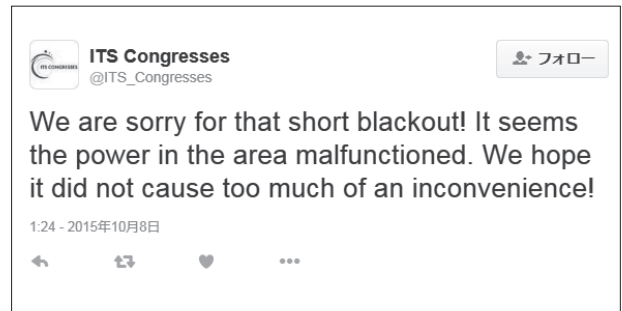 ITS CONGRESSES
ITS Congresses
@ITS_Congresses
フォロー
We are sorry for that short blackout! It seems
the power in the area malfunctioned. We hope
it did not cause too much of an inconvenience!
1:24 - 2015年10月8日